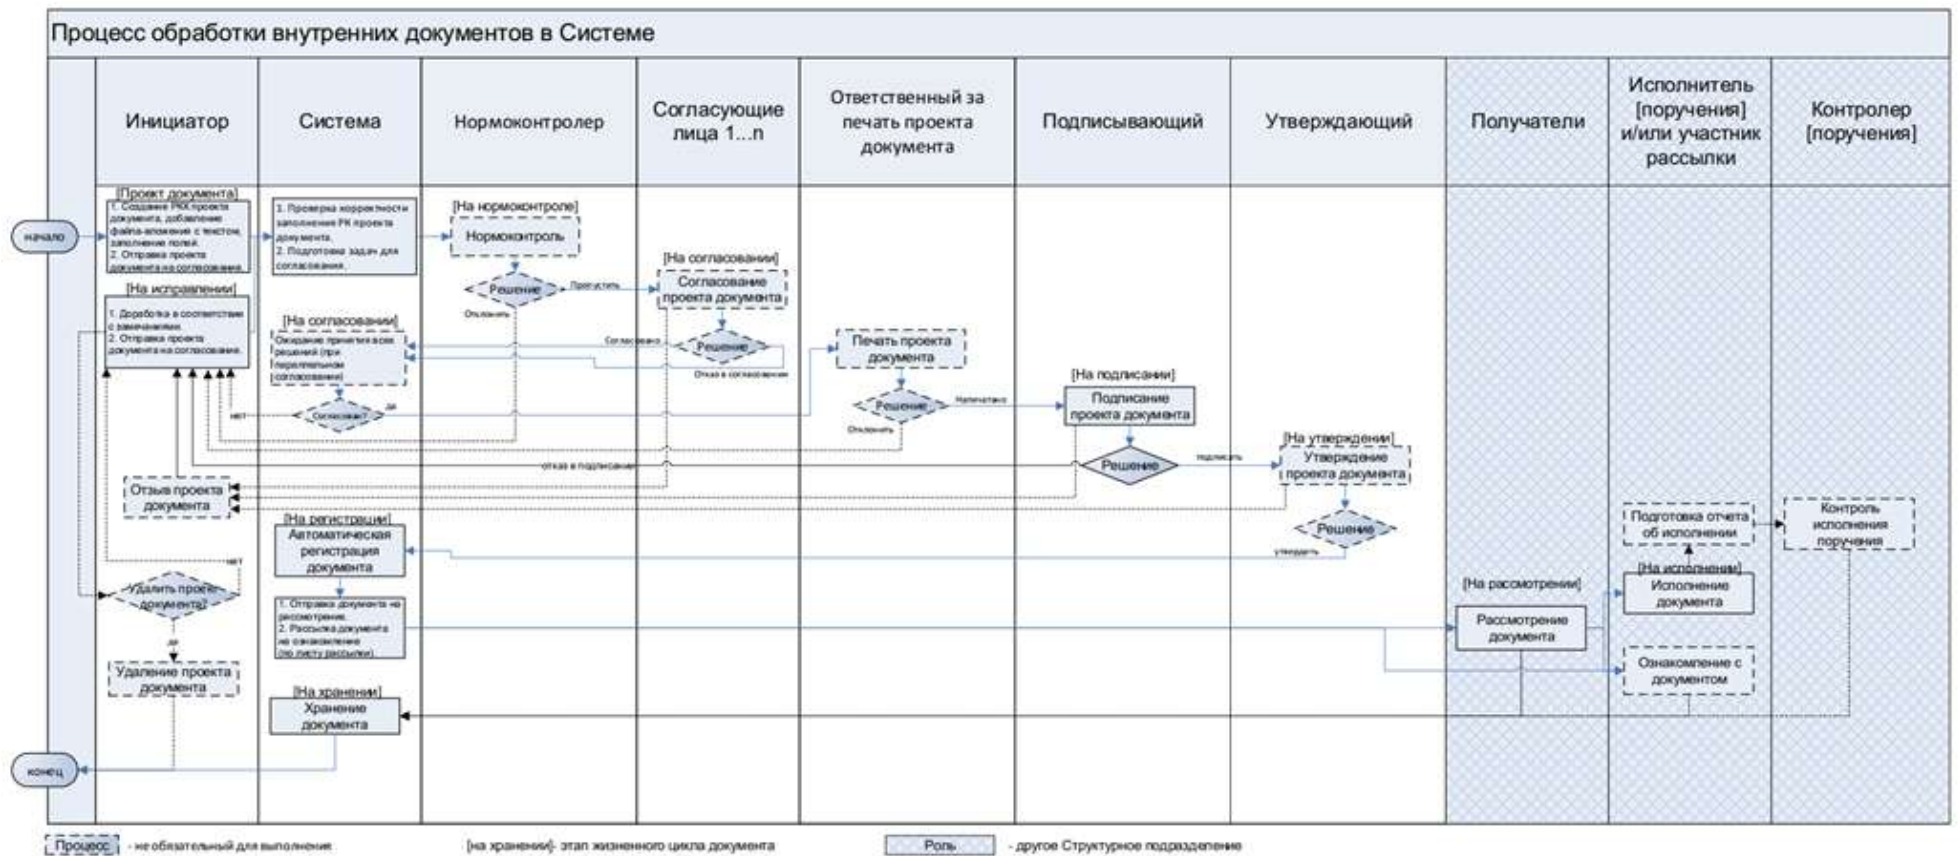 Процесс обработки внутренних документов в Системе
Инициатор
Система
Нормоконтролер
Согласующие
лица 1...n
Ответственный за
печать проекта
документа
Подписывающий
Утверждающий
Получатели
Исполнитель
[поручения]
и/или участник
рассылки
Контролер
[поручения]
начало
[Проект документа]
1. Создание РКК проекта
документа, добавление
файла-вложения с текстом,
заполнение полей.
2. Отправка проекта
документа на согласование.
1. Проверка корректности
заполнения РК проекта
документа.
2. Подготовка задач для
согласования.
[На нормоконтроле]
Нормоконтроль
Решение
Пропустить
Отклонить
[На согласовании]
Согласование
проекта документа
Решение
Согласовано
Отказ в согласовании
[На исправлении]
1. Доработка в соответствии
с замечаниями.
2. Отправка проекта
документа на согласование.
[На согласовании]
Ожидание принятия всех
решений (при
параллельном
согласовании)
Согласован?
нет
да
Печать проекта
документа
Решение
Напечатано
Отклонить
[На подписании]
Подписание
проекта документа
Решение
подписать
отказ в подписании
[На утверждении]
Утверждение
проекта документа
Решение
утвердить
Отзыв проекта
документа
[На регистрации]
Автоматическая
регистрация
документа
Удалить проект
документа?
нет
да
1. Отправка документа на
рассмотрение.
2. Рассылка документа
на ознакомление
(по листу рассылки).
Удаление проекта
документа
[На хранении]
Хранение
документа
[На рассмотрении]
Рассмотрение
документа
Подготовка отчета
об исполнении
[На исполнении]
Исполнение
документа
Ознакомление с
документом
Контроль
исполнения
поручения
конец
Процесс
- не обязательный для выполнения
[на хранении]- этап жизненного цикла документа
Роль
- другое Структурное подразделение